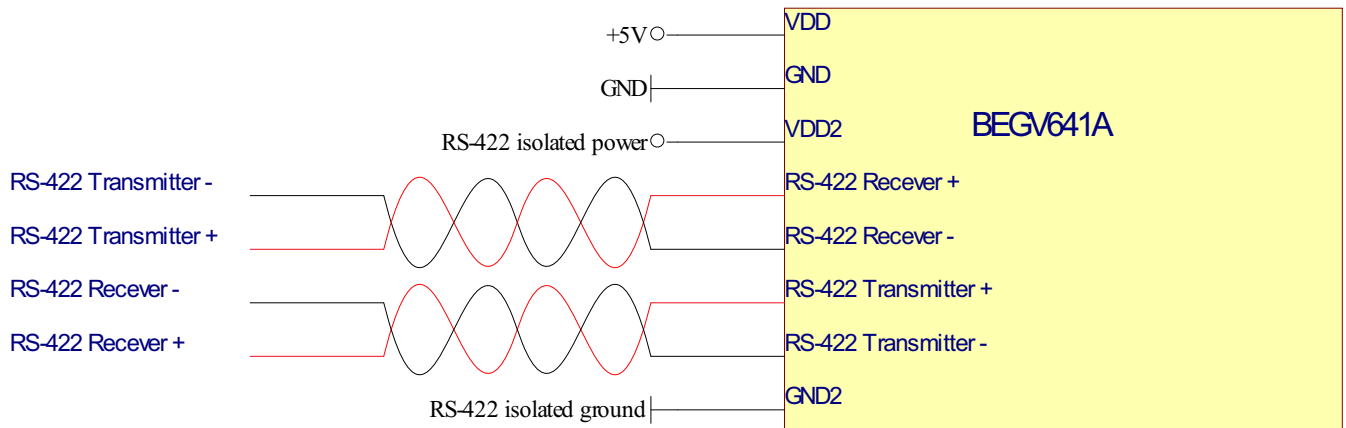 +5V
VDD
GND
GND
BEGV641A
RS-422 isolated power
VDD2
RS-422 Transmitter -
RS-422 Recever +
RS-422 Transmitter +
RS-422 Recever -
RS-422 Recever -
RS-422 Transmitter +
RS-422 Recever +
RS-422 Transmitter -
RS-422 isolated ground
GND2